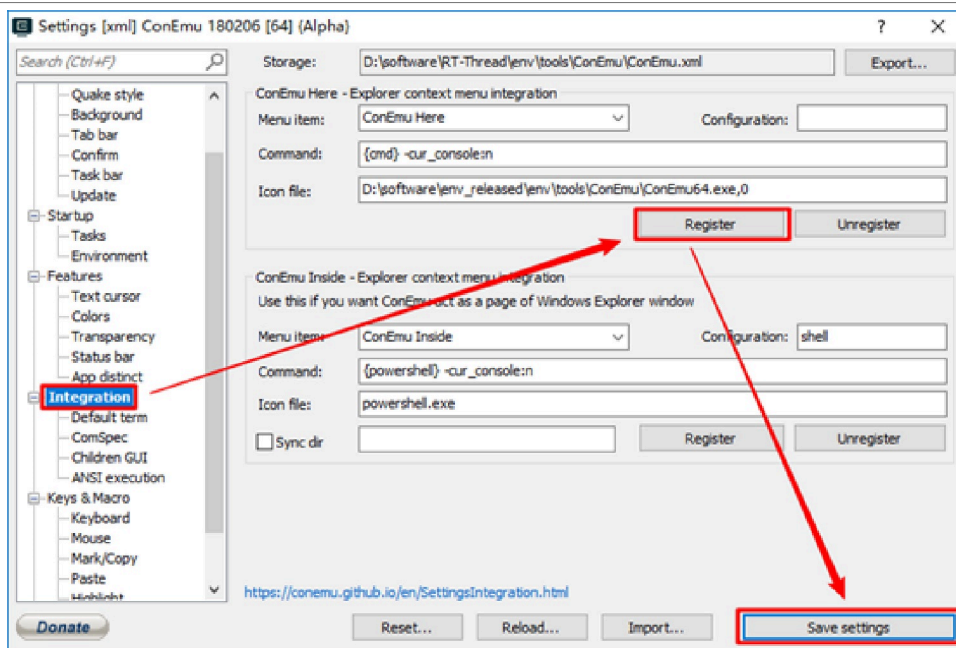 Settings [xml] ConEmu 180206 [64] {Alpha}
Search (Ctrl+F)
Quake style
Background
Tab bar
Confirm
Task bar
Update
Startup
Tasks
Environment
Features
Text cursor
Colors
Transparency
Status bar
App distinct
Integration
Default term
ComSpec
Children GUI
ANSI execution
Keys & Macro
Keyboard
Mouse
Mark/Copy
Paste
Highlight
Storage: D:\software\RT-Thread\env\tools\ConEmu\ConEmu.xml Export...
ConEmu Here - Explorer context menu integration
Menu item: ConEmu Here Configuration:
Command: {cmd} -cur_console:n
Icon file: D:\software\env_released\env\tools\ConEmu\ConEmu64.exe,0
Register Unregister
ConEmu Inside - Explorer context menu integration
Use this if you want ConEmu act as a page of Windows Explorer window
Menu item: ConEmu Inside Configuration: shell
Command: {powershell} -cur_console:n
Icon file: powershell.exe
Sync dir Register Unregister
https://conemu.github.io/en/SettingsIntegration.html
Donate Reset... Reload... Import... Save settings